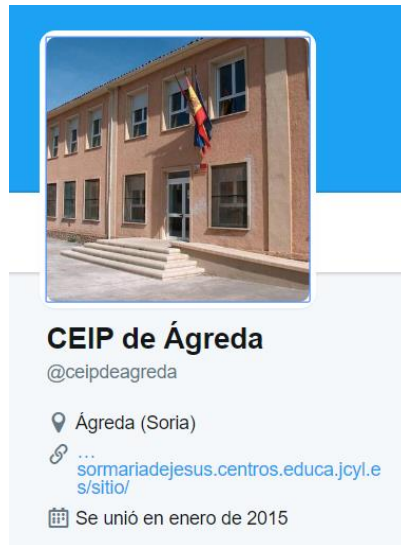 CEIP de Ágreda
@ceipdeagreda
Ágreda (Soria)
…
sormariadejesus.centros.educa.jcyl.e
s/sitio/
Se unió en enero de 2015